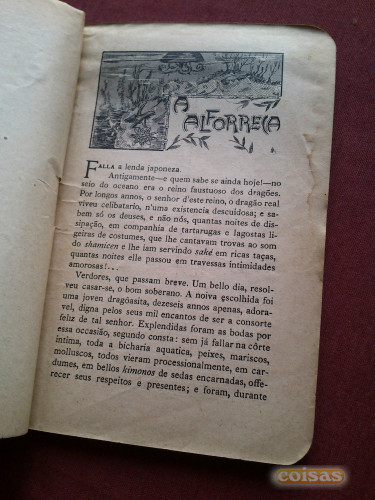 A
ALFORRECA
FALLA a lenda japoneza.
Antigamente—e quem sabe se ainda hoje!—no
seio do oceano era o reino faustuoso dos dragões.
Por longos annos, o senhor d'este reino, o dragão real
viveu celibatario, n'uma existencia descuidosa; e sa-
bem só os deuses, e não nós, quantas noites de dis-
sipação, em companhia de tartarugas e lagostas li-
geiras de costumes, que lhe cantavam trovas ao som
do shamicen e lhe iam servindo saké em ricas taças,
quantas noites elle passou em travessas intimidades
amorosas!...
Verdores, que passam breve. Um bello dia, resol-
veu casar-se, o bom soberano. A noiva escolhida foi
uma joven dragôasita, dezeseis annos apenas, adora-
vel, digna pelos seus mil encantos de ser a consorte
feliz de tal senhor. Explendidas foram as bodas por
essa occasião, segundo consta: sem já fallar na côrte
intima, toda a bicharia aquatica, peixes, mariscos,
molluscos, todos vieram processionalmente, em car-
dumes, em bellos kimonos de sedas encarnadas, offe-
recer seus respeitos e presentes; e foram, durante
coisas